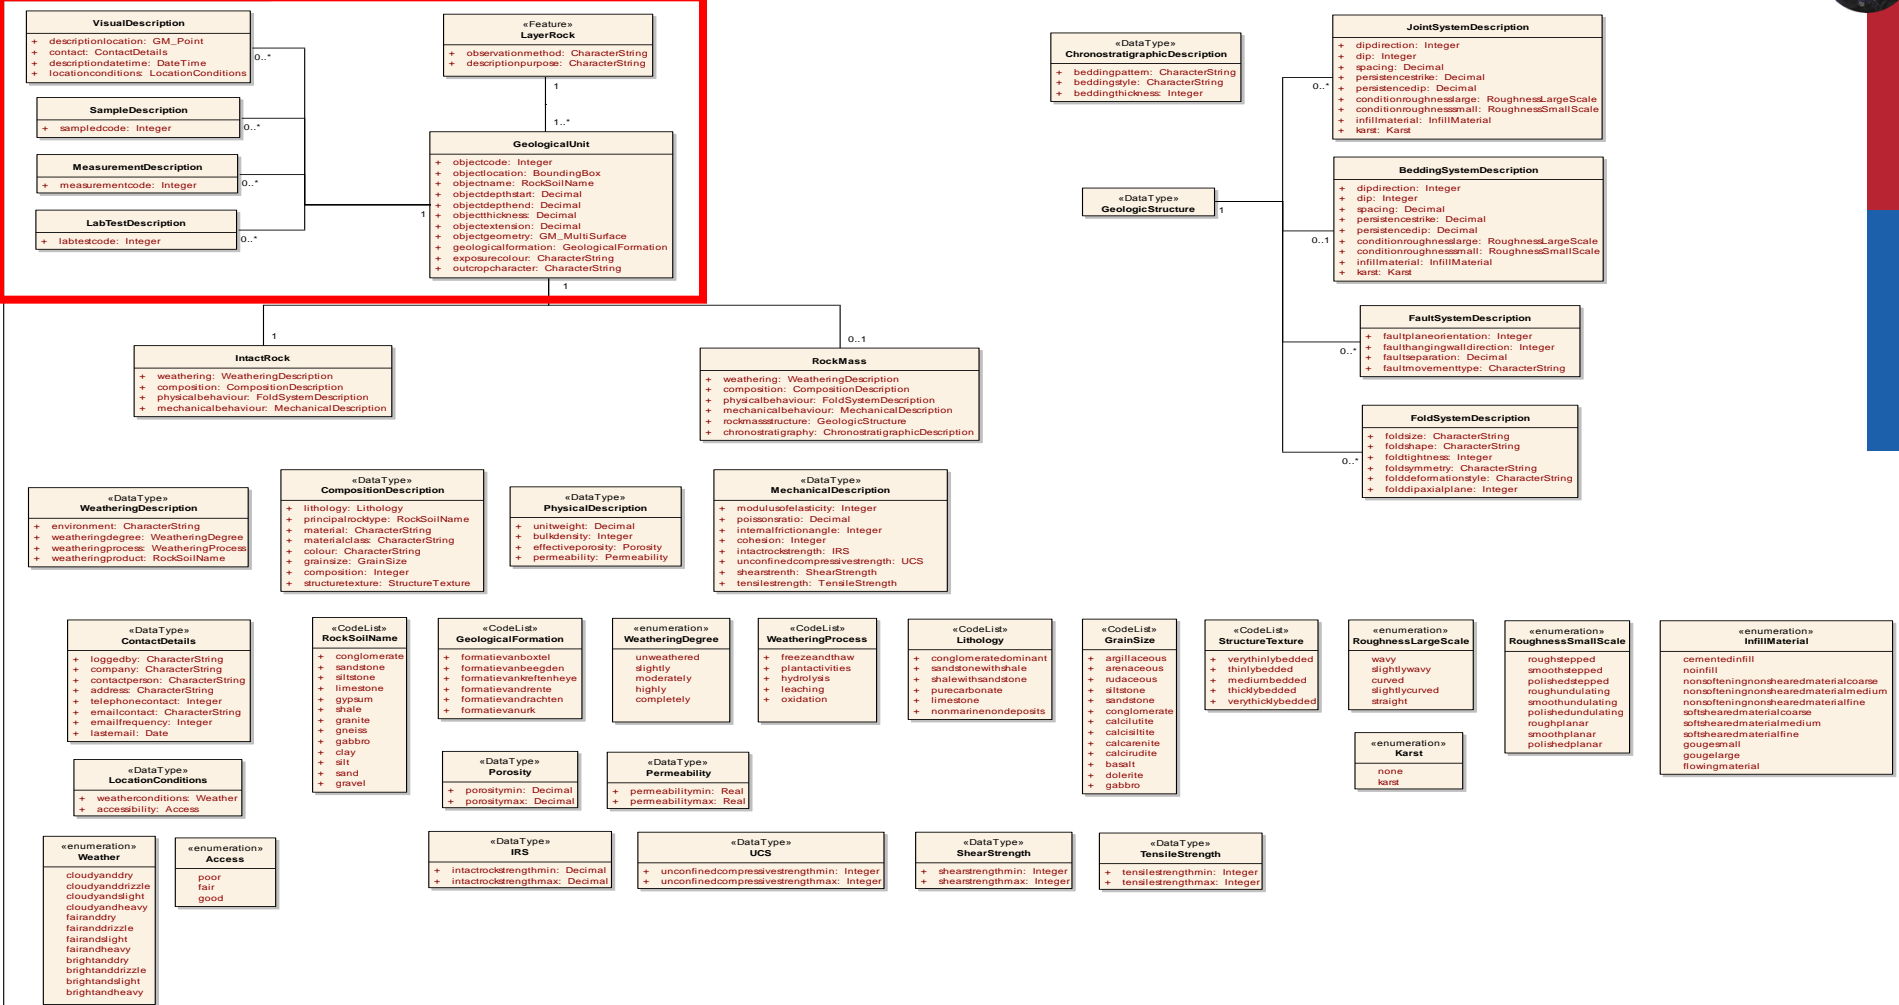 VisualDescription
+ descriptionlocation: GM_Point
+ contact: ContactDetails
+ descriptiondatetime: DateTime
+ locationconditions: LocationConditions
0..*
SampleDescription
+ sampledcode: Integer
0..*
MeasurementDescription
+ measurementcode: Integer
0..*
LabTestDescription
+ labtestcode: Integer
0..*
«Feature»
LayerRock
+ observationmethod: CharacterString
+ descriptionpurpose: CharacterString
1
1..*
GeologicalUnit
+ objectcode: Integer
+ objectlocation: BoundingBox
+ objectname: RockSoilName
+ objectdepthstart: Decimal
+ objectdepthend: Decimal
+ objectthickness: Decimal
+ objectextension: Decimal
+ objectgeometry: GM_MultiSurface
+ geologicalformation: GeologicalFormation
+ exposurecolour: CharacterString
+ outcropcharacter: CharacterString
1
1
«DataType»
ChronostratigraphicDescription
+ beddingpattern: CharacterString
+ beddingstyle: CharacterString
+ beddingthickness: Integer
«DataType»
GeologicStructure
1
JointSystemDescription
+ dipdirection: Integer
+ dip: Integer
+ spacing: Decimal
+ persistencestrike: Decimal
+ persistencedip: Decimal
+ conditionroughnesslarge: RoughnessLargeScale
+ conditionroughnesssmall: RoughnessSmallScale
+ infillmaterial: InfillMaterial
+ karst: Karst
0..*
BeddingSystemDescription
+ dipdirection: Integer
+ dip: Integer
+ spacing: Decimal
+ persistencestrike: Decimal
+ persistencedip: Decimal
+ conditionroughnesslarge: RoughnessLargeScale
+ conditionroughnesssmall: RoughnessSmallScale
+ infillmaterial: InfillMaterial
+ karst: Karst
0..1
FaultSystemDescription
+ faultplaneorientation: Integer
+ faulthangingwalldirection: Integer
+ faultseparation: Decimal
+ faultmovementtype: CharacterString
0..*
FoldSystemDescription
+ foldsize: CharacterString
+ foldshape: CharacterString
+ foldtightness: Integer
+ foldsymmetry: CharacterString
+ folddeformationstyle: CharacterString
+ folddipaxialplane: Integer
0..*
1
IntactRock
+ weathering: WeatheringDescription
+ composition: CompositionDescription
+ physicalbehaviour: FoldSystemDescription
+ mechanicalbehaviour: MechanicalDescription
0..1
RockMass
+ weathering: WeatheringDescription
+ composition: CompositionDescription
+ physicalbehaviour: FoldSystemDescription
+ mechanicalbehaviour: MechanicalDescription
+ rockmassstructure: GeologicStructure
+ chronostratigraphy: ChronostratigraphicDescription
«DataType»
WeatheringDescription
+ environment: CharacterString
+ weatheringdegree: WeatheringDegree
+ weatheringprocess: WeatheringProcess
+ weatheringproduct: RockSoilName
«DataType»
CompositionDescription
+ lithology: Lithology
+ principalrocktype: RockSoilName
+ material: CharacterString
+ materialclass: CharacterString
+ colour: CharacterString
+ grainsize: GrainSize
+ composition: Integer
+ structuretexture: StructureTexture
«DataType»
PhysicalDescription
+ unitweight: Decimal
+ bulkdensity: Integer
+ effectiveporosity: Porosity
+ permeability: Permeability
«DataType»
MechanicalDescription
+ modulusofelasticity: Integer
+ poissonsratio: Decimal
+ internalfrictionangle: Integer
+ cohesion: Integer
+ intactrockstrength: IRS
+ unconfinedcompressivestrength: UCS
+ shearstrenth: ShearStrength
+ tensilestrength: TensileStrength
«DataType»
ContactDetails
+ loggedby: CharacterString
+ company: CharacterString
+ contactperson: CharacterString
+ address: CharacterString
+ telephonecontact: Integer
+ emailcontact: CharacterString
+ emailfrequency: Integer
+ lastemail: Date
«CodeList»
RockSoilName
+ conglomerate
+ sandstone
+ siltstone
+ limestone
+ gypsum
+ shale
+ granite
+ gneiss
+ gabbro
+ clay
+ silt
+ sand
+ gravel
«CodeList»
GeologicalFormation
+ formatievanboxtel
+ formatievanbeegden
+ formatievankreftenheye
+ formatievandrente
+ formatievandrachten
+ formatievanurk
«enumeration»
WeatheringDegree
unweathered
slightly
moderately
highly
completely
«CodeList»
WeatheringProcess
+ freezeandthaw
+ plantactivities
+ hydrolysis
+ leaching
+ oxidation
«CodeList»
Lithology
+ conglomeratedominant
+ sandstonewithshale
+ shalewithsandstone
+ purecarbonate
+ limestone
+ nonmarinenondeposits
«CodeList»
GrainSize
+ argillaceous
+ arenaceous
+ rudaceous
+ siltstone
+ sandstone
+ conglomerate
+ calcilutite
+ calcisiltite
+ calcarenite
+ calcirudite
+ basalt
+ dolerite
+ gabbro
«CodeList»
StructureTexture
+ verythinlybedded
+ thinlybedded
+ mediumbedded
+ thicklybedded
+ verythicklybedded
«enumeration»
RoughnessLargeScale
wavy
slightlywavy
curved
slightlycurved
straight
«enumeration»
RoughnessSmallScale
roughstepped
smoothstepped
polishedstepped
roughundulating
smoothundulating
polishedundulating
roughplanar
smoothplanar
polishedplanar
«enumeration»
InfillMaterial
cementedinfill
noinfill
nonsofteningnonshearedmaterialcoarse
nonsofteningnonshearedmaterialmedium
nonsofteningnonshearedmaterialfine
softshearedmaterialcoarse
softshearedmaterialmedium
softshearedmaterialfine
gougesmall
gougelarge
flowingmaterial
«enumeration»
Karst
none
karst
«DataType»
LocationConditions
+ weatherconditions: Weather
+ accessibility: Access
«DataType»
Porosity
+ porositymin: Decimal
+ porositymax: Decimal
«DataType»
Permeability
+ permeabilitymin: Real
+ permeabilitymax: Real
«enumeration»
Weather
cloudyanddry
cloudyanddrizzle
cloudyandslight
cloudyandheavy
fairanddry
fairanddrizzle
fairandslight
fairandheavy
brightanddry
brightanddrizzle
brightandslight
brightandheavy
«enumeration»
Access
poor
fair
good
«DataType»
IRS
+ intactrockstrengthmin: Decimal
+ intactrockstrengthmax: Decimal
«DataType»
UCS
+ unconfinedcompressivestrengthmin: Integer
+ unconfinedcompressivestrengthmax: Integer
«DataType»
ShearStrength
+ shearstrengthmin: Integer
+ shearstrengthmax: Integer
«DataType»
TensileStrength
+ tensilestrengthmin: Integer
+ tensilestrengthmax: Integer